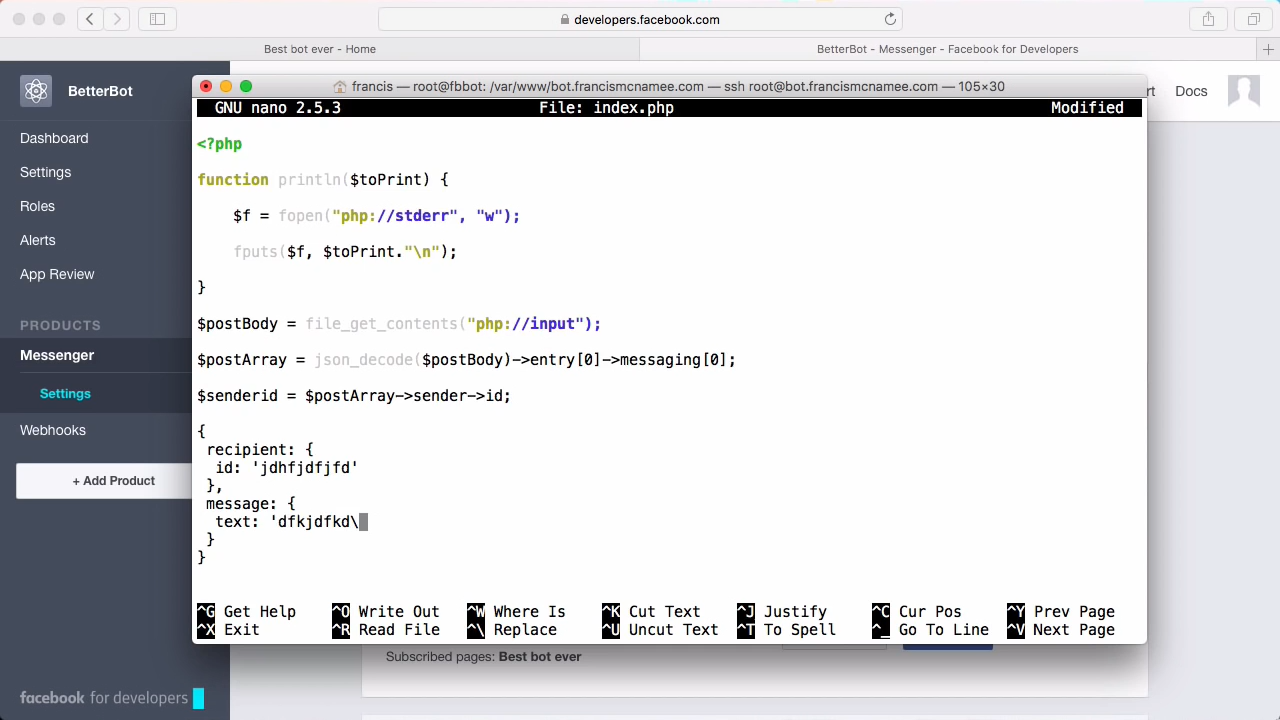 developers.facebook.com
Best bot ever - Home
BetterBot - Messenger - Facebook for Developers
BetterBot
rt Docs
Dashboard
Settings
Roles
Alerts
App Review
PRODUCTS
Messenger
Settings
Webhooks
+ Add Product
facebook for developers
francis — root@fbbot: /var/www/bot.francismcnamee.com — ssh root@bot.francismcnamee.com — 105×30
GNU nano 2.5.3 File: index.php Modified
<?php
function println($toPrint) {
$f = fopen("php://stderr", "w");
fputs($f, $toPrint."\n");
}
$postBody = file_get_contents("php://input");
$postArray = json_decode($postBody)->entry[0]->messaging[0];
$senderid = $postArray->sender->id;
{
recipient: {
id: 'jdhfjdfjfd'
},
message: {
text: 'dfkjdfkd\
}
}
^G Get Help ^O Write Out ^W Where Is ^K Cut Text ^J Justify ^C Cur Pos ^Y Prev Page
^X Exit ^R Read File ^\ Replace ^U Uncut Text ^T To Spell ^_ Go To Line ^V Next Page
Subscribed pages: Best bot ever